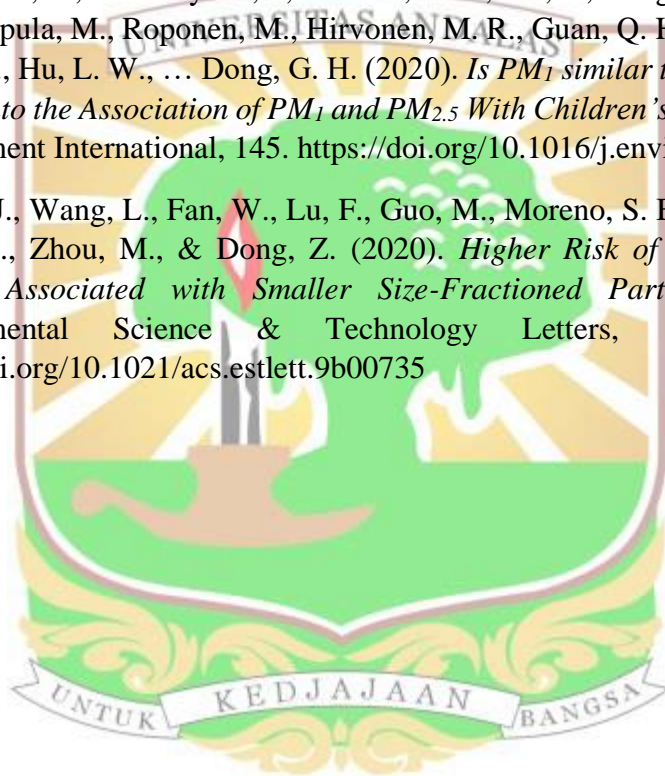 UNIVERSITAS ANDALAS
pula, M., Roponen, M., Hirvonen, M. R., Guan, Q. 
., Hu, L. W., … Dong, G. H. (2020). Is PM1 similar
to the Association of PM1 and PM2.5 With Children’s
ment International, 145. https://doi.org/10.1016/j.envi
J., Wang, L., Fan, W., Lu, F., Guo, M., Moreno, S.
., Zhou, M., & Dong, Z. (2020). Higher Risk of
Associated with Smaller Size-Fractioned Part
mental Science & Technology Letters,
i.org/10.1021/acs.estlett.9b00735
UNTUK KEDJAJAAN BANGSA